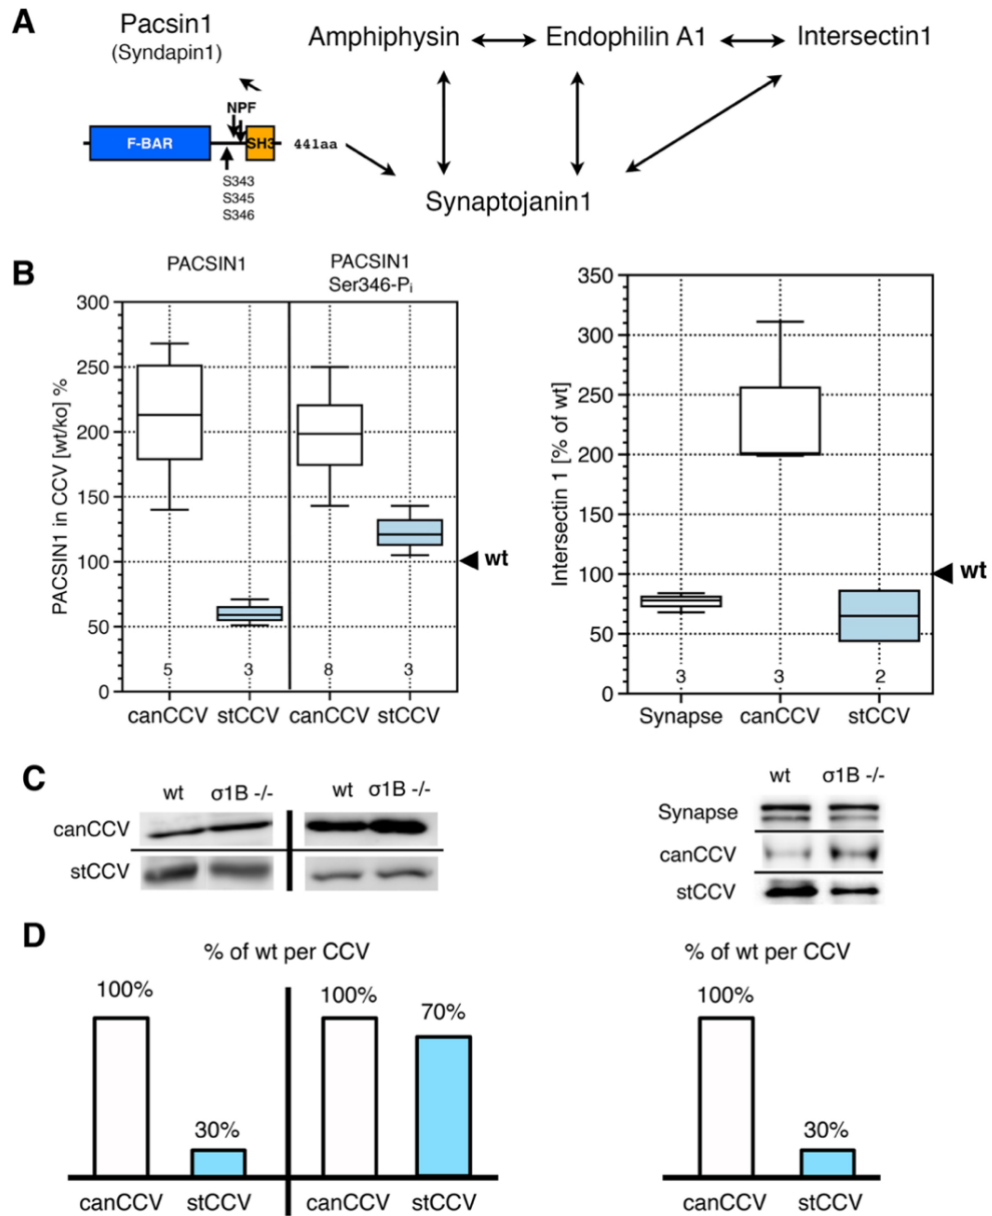 A
Pacsin1
(Syndapin1)
NPF
F-BAR
SH3
441aa
S343
S345
S346
Amphiphysin
Endophilin A1
Intersectin1
Synaptojanin1
B
PACSIN1
PACSIN1
Ser346-Pi
PACSIN1 in CCV [wt/ko] %
300
250
200
150
100
50
0
wt
5
3
8
3
canCCV
stCCV
canCCV
stCCV
Intersectin 1 [% of wt]
350
300
250
200
150
100
50
0
wt
3
3
2
Synapse
canCCV
stCCV
C
wt
σ1B -/-
wt
σ1B -/-
canCCV
stCCV
wt
σ1B -/-
Synapse
canCCV
stCCV
D
% of wt per CCV
100%
30%
100%
70%
canCCV
stCCV
canCCV
stCCV
% of wt per CCV
100%
30%
canCCV
stCCV